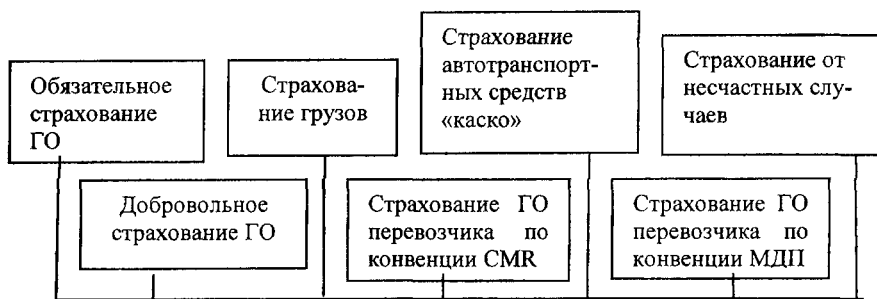 Обязательное
страхование
ГО
Страхова-
ние грузов
Страхование
автотранспорт-
ных средств
«каско»
Страхование от
несчастных слу-
чаев
Добровольное
страхование ГО
Страхование ГО
перевозчика по
конвенции CMR
Страхование ГО
перевозчика по
конвенции МДП